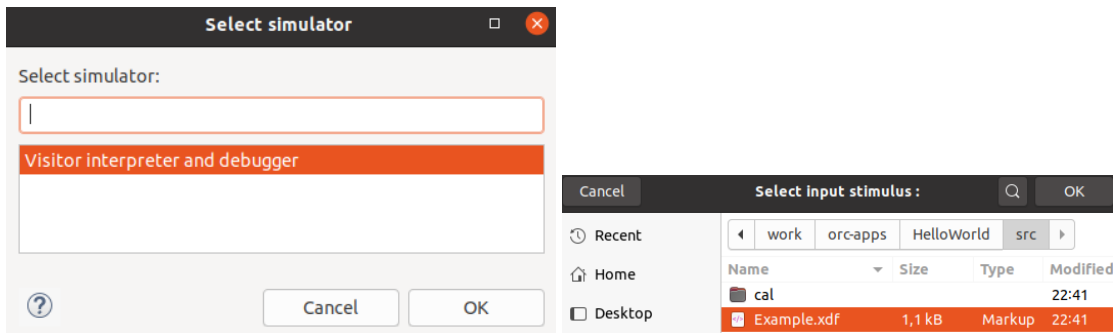 Select simulator
Select simulator:
Visitor interpreter and debugger
Cancel OK
Cancel Select input stimulus : OK
Recent
Home
Desktop
work orc-apps HelloWorld src
Name Size Type Modified
cal 22:41
Example.xdf 1,1 kB Markup 22:41